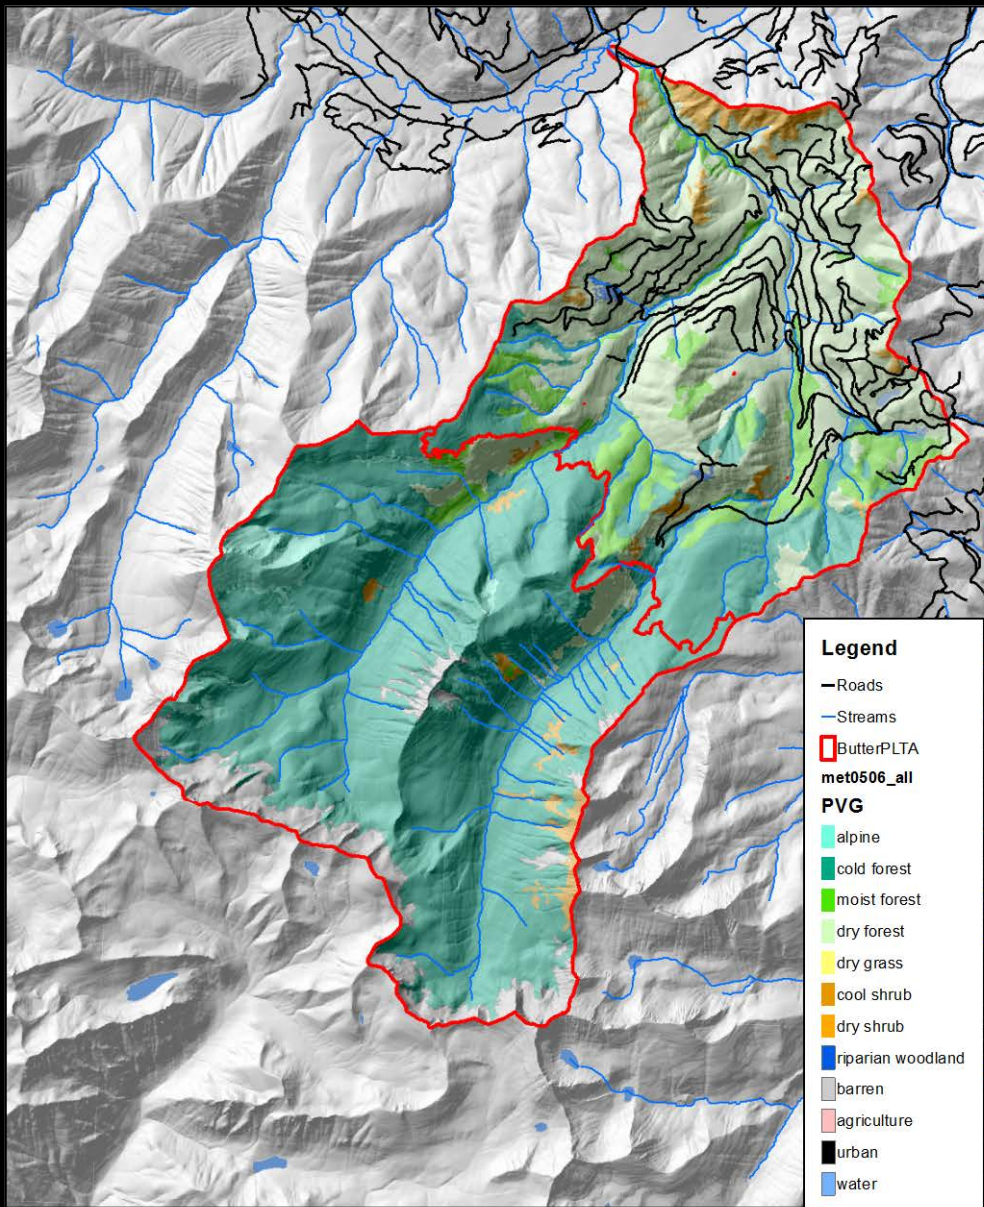 Legend
Roads
Streams
ButterPLTA
met0506_all
PVG
alpine
cold forest
moist forest
dry forest
dry grass
cool shrub
dry shrub
riparian woodland
barren
agriculture
urban
water